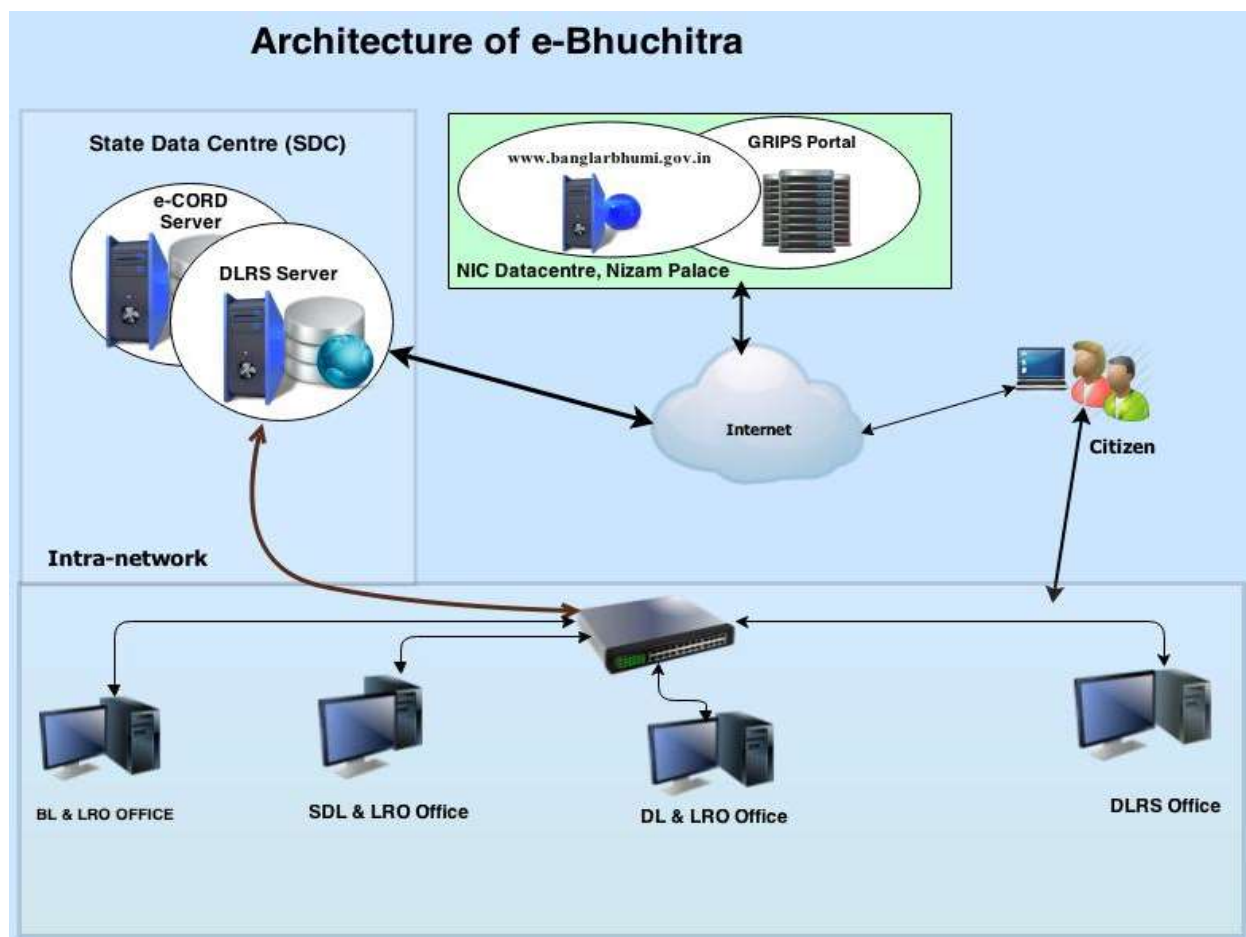 Architecture of e-Bhuchitra
State Data Centre (SDC)
e-CORD
Server
DLRS Server
Intra-network
www.banglarbhumi.gov.in
GRIPS Portal
NIC Datacentre, Nizam Palace
Internet
Citizen
BL & LRO OFFICE
SDL & LRO Office
DL & LRO Office
DLRS Office